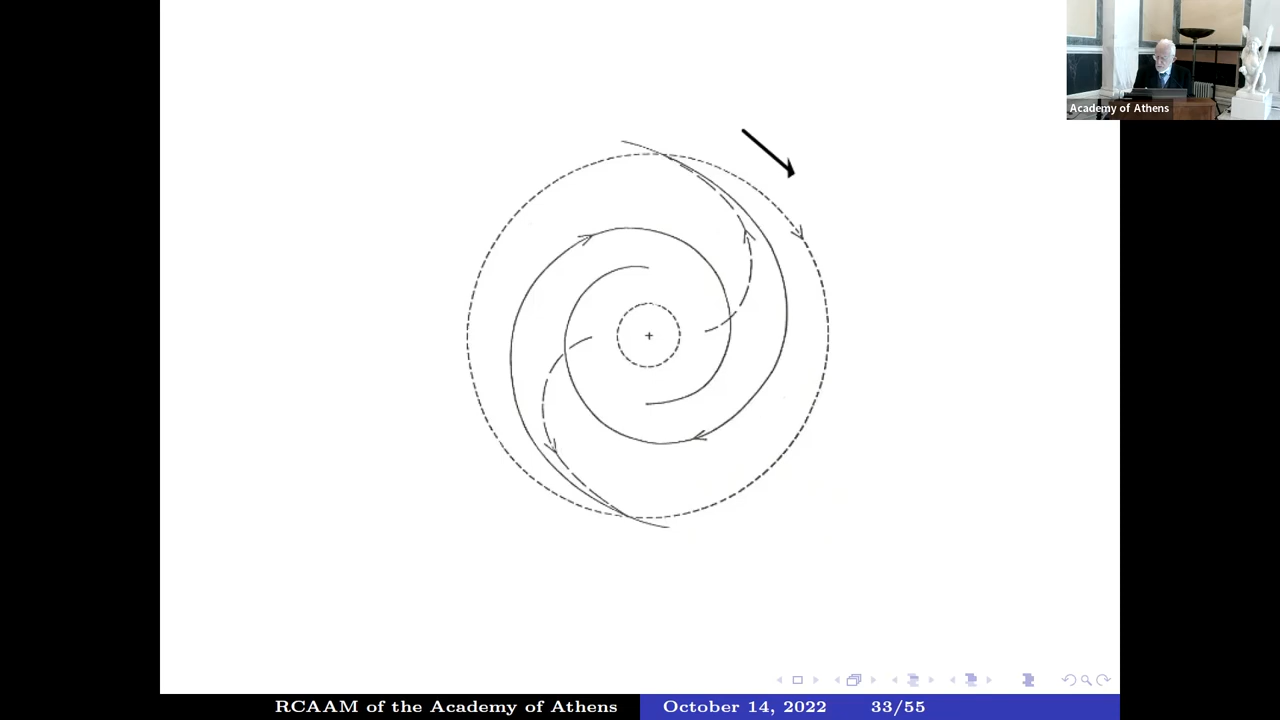 Academy of Athens
RCAAM of the Academy of Athens October 14, 2022 33/55